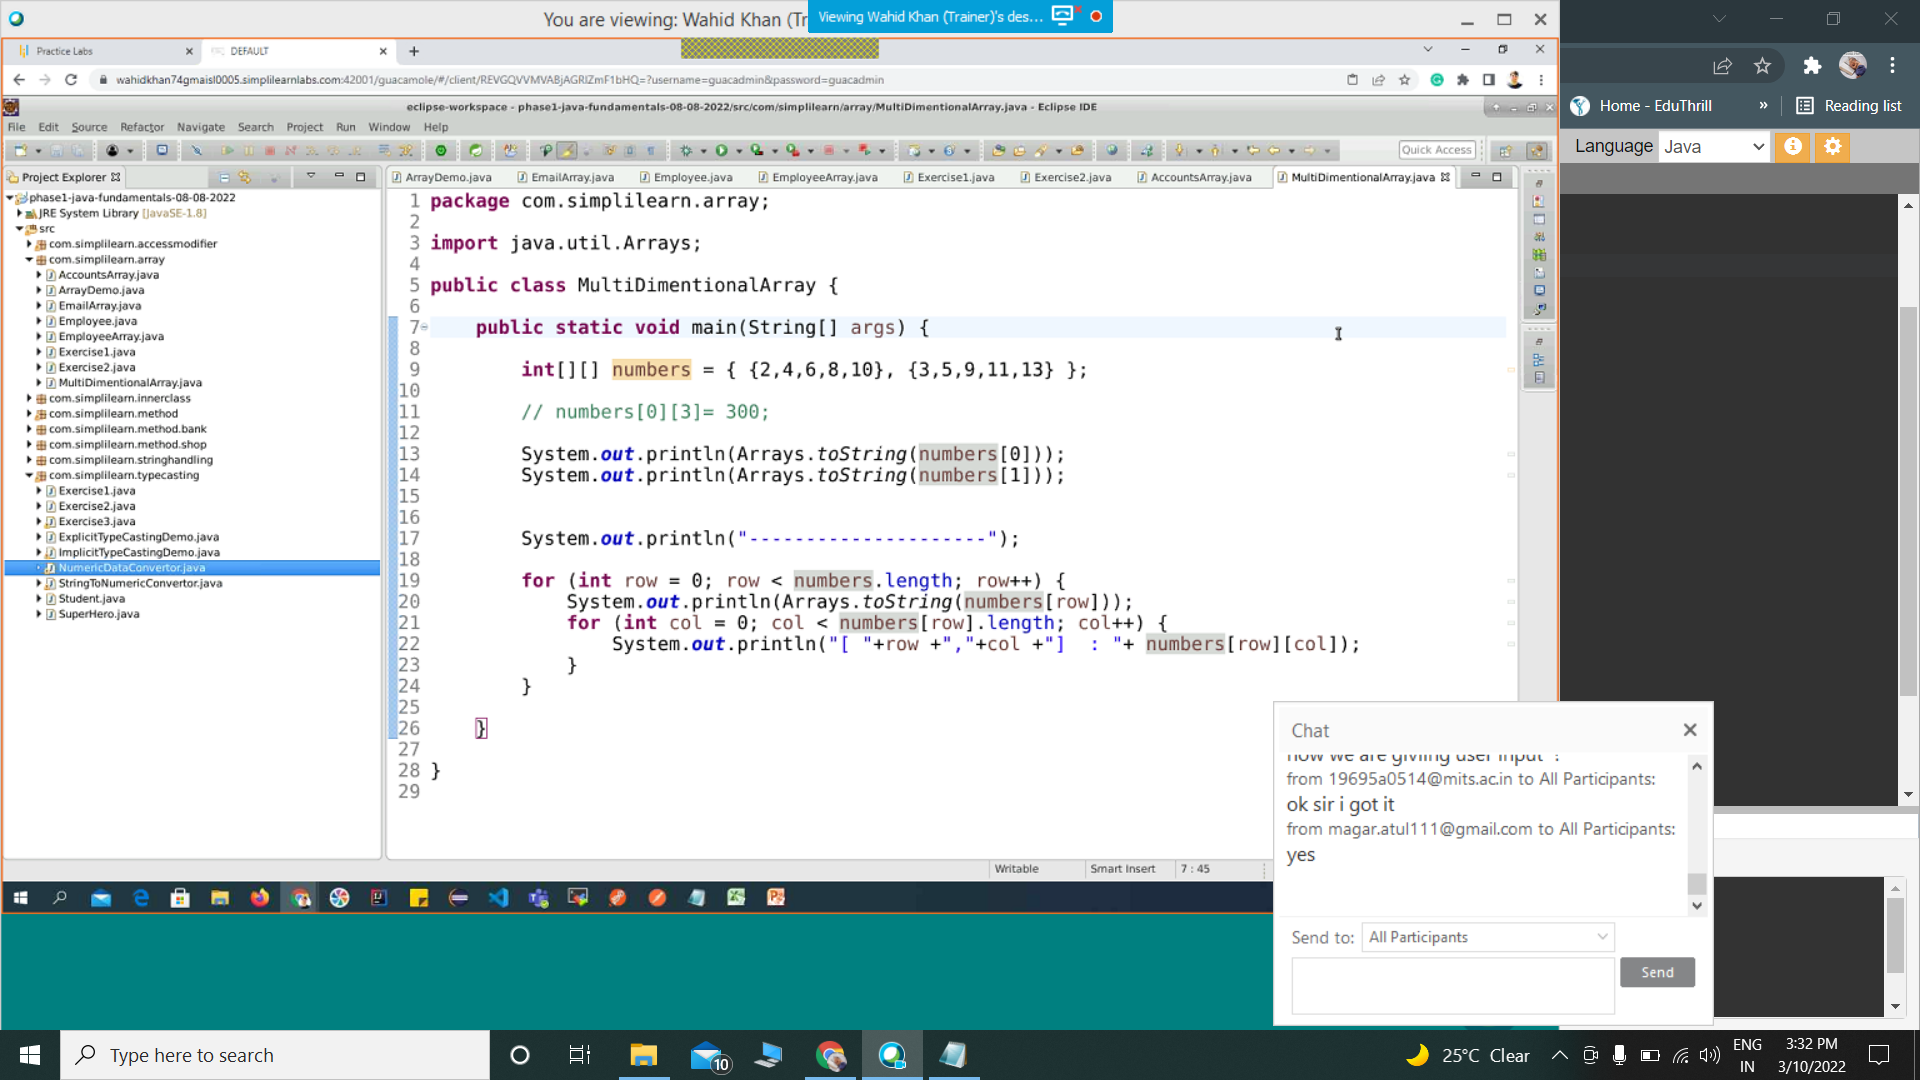 You are viewing: Wahid Khan (Tr
Viewing Wahid Khan (Trainer)'s des...
Practice Labs
DEFAULT
wahidkhan74gmaisl0005.simplilearnlabs.com:42001/guacamole/#/client/REVGQVVMVABjAGRlZmF1bHQ=?username=guacadmin&password=guacadmin
eclipse-workspace - phase1-java-fundamentals-08-08-2022/src/com/simplilearn/array/MultiDimentionalArray.java - Eclipse IDE
File Edit Source Refactor Navigate Search Project Run Window Help
Quick Access
Project Explorer
phase1-java-fundamentals-08-08-2022
JRE System Library [JavaSE-1.8]
src
com.simplilearn.accessmodifier
com.simplilearn.array
AccountsArray.java
ArrayDemo.java
EmailArray.java
Employee.java
EmployeeArray.java
Exercise1.java
Exercise2.java
MultiDimentionalArray.java
com.simplilearn.innerclass
com.simplilearn.method
com.simplilearn.method.bank
com.simplilearn.method.shop
com.simplilearn.stringhandling
com.simplilearn.typecasting
Exercise1.java
Exercise2.java
Exercise3.java
ExplicitTypeCastingDemo.java
ImplicitTypeCastingDemo.java
NumericDataConvertor.java
StringToNumericConvertor.java
Student.java
SuperHero.java
ArrayDemo.java EmailArray.java Employee.java EmployeeArray.java Exercise1.java Exercise2.java AccountsArray.java MultiDimentionalArray.java
1 package com.simplilearn.array;
2
3 import java.util.Arrays;
4
5 public class MultiDimentionalArray {
6
7 public static void main(String[] args) {
8
9 int[][] numbers = { {2,4,6,8,10}, {3,5,9,11,13} };
10
11 // numbers[0][3]= 300;
12
13 System.out.println(Arrays.toString(numbers[0]));
14 System.out.println(Arrays.toString(numbers[1]));
15
16
17 System.out.println("---------------------");
18
19 for (int row = 0; row < numbers.length; row++) {
20 System.out.println(Arrays.toString(numbers[row]));
21 for (int col = 0; col < numbers[row].length; col++) {
22 System.out.println("[ "+row +","+col +"]  : "+ numbers[row][col]);
23 }
24 }
25
26 }
27
28 }
29
Writable Smart Insert 7 : 45
Home - EduThrill » Reading list
Language Java
Chat
how we are giviing user input ?
from 19695a0514@mits.ac.in to All Participants:
ok sir i got it
from magar.atul111@gmail.com to All Participants:
yes
Send to: All Participants
Send
Type here to search
10
25°C Clear
ENG
IN
3:32 PM
3/10/2022